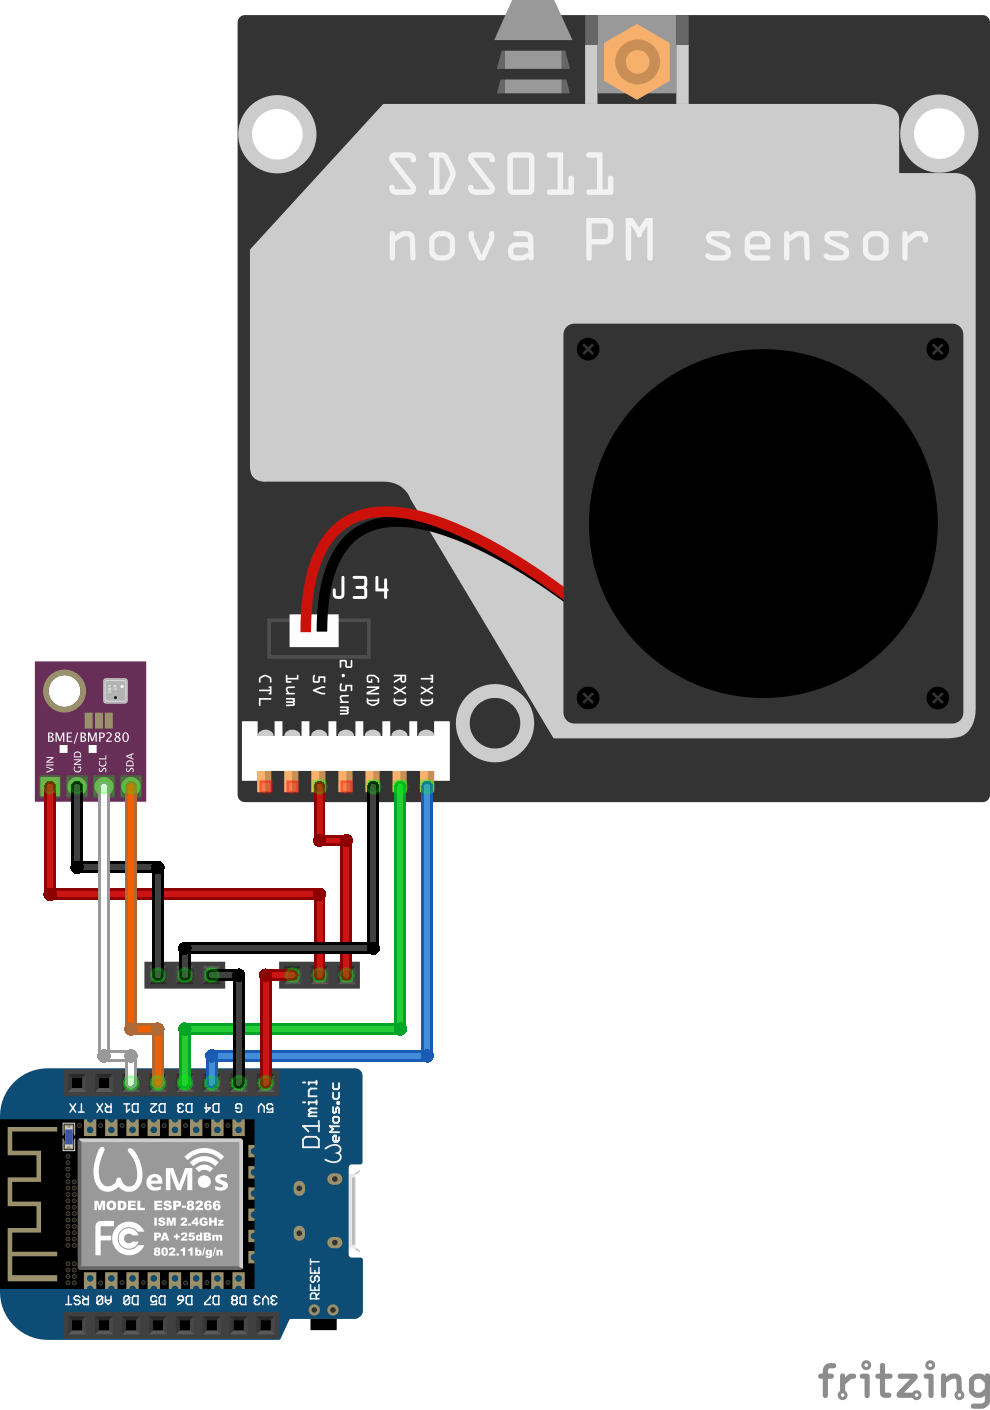 SDS011
nova PM sensor
J34
CTL
1um
5V
2.5um
GND
RXD
TXD
BME/BMP280
VIN
GND
SCL
SDA
TX
RX
D1
D2
D3
D4
G
5V
D1mini
WeMos.cc
WeMos
MODEL ESP-8266
ISM 2.4GHz
PA +25dBm
802.11b/g/n
FC
RESET
RST
A0
D0
D5
D6
D7
D8
3V3
fritzing